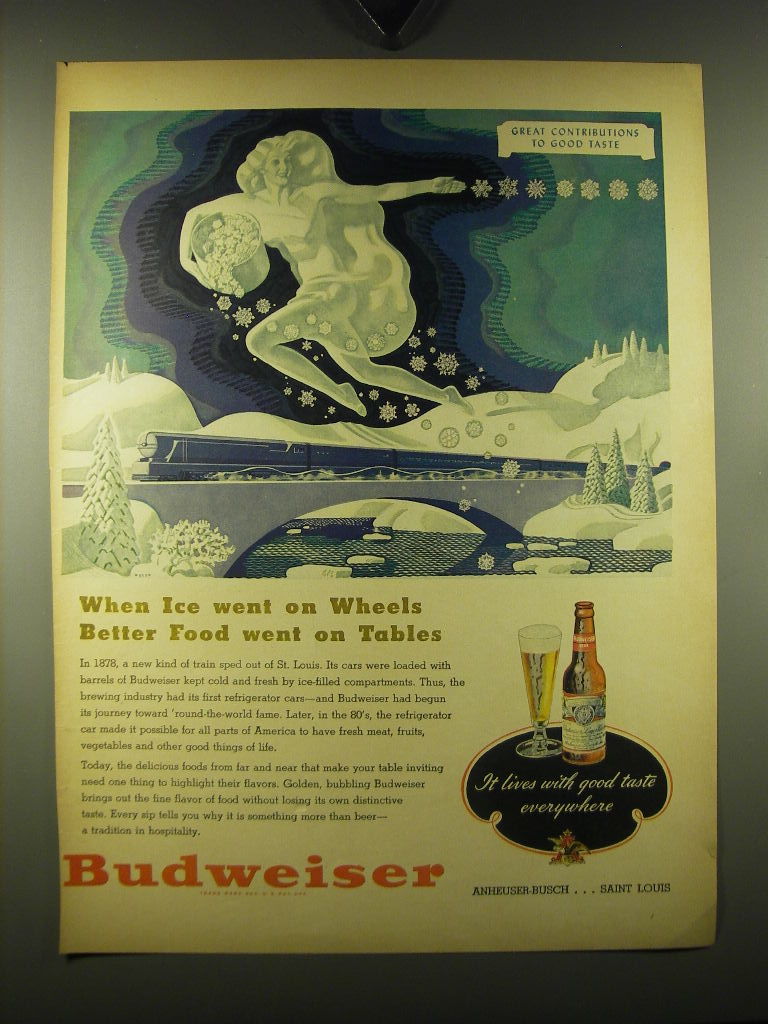 GREAT CONTRIBUTIONS
TO GOOD TASTE
When Ice went on Wheels
Better Food went on Tables
In 1878, a new kind of train sped out of St. Louis. Its cars were loaded with
barrels of Budweiser kept cold and fresh by ice-filled compartments. Thus, the
brewing industry had its first refrigerator cars—and Budweiser had begun
its journey toward 'round-the-world fame. Later, in the 80's, the refrigerator
car made it possible for all parts of America to have fresh meat, fruits,
vegetables and other good things of life.
Today, the delicious foods from far and near that make your table inviting
need one thing to highlight their flavors. Golden, bubbling Budweiser
brings out the fine flavor of food without losing its own distinctive
taste. Every sip tells you why it is something more than beer—
a tradition in hospitality.
It lives with good taste
everywhere
Budweiser
TRADE MARK REG. U. S. PAT. OFF.
ANHEUSER-BUSCH . . . SAINT LOUIS